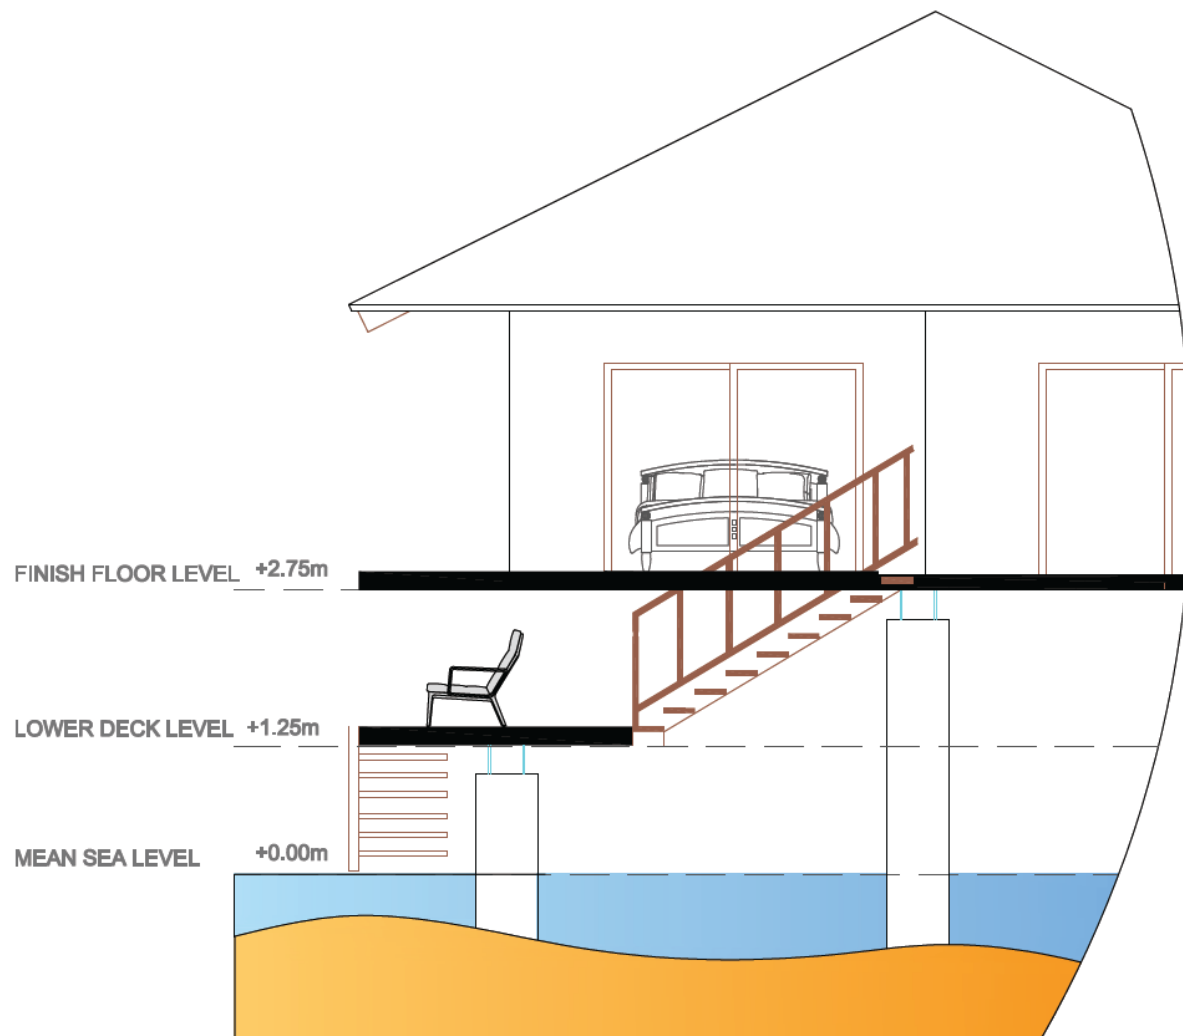 FINISH FLOOR LEVEL +2.75m
LOWER DECK LEVEL +1.25m
MEAN SEA LEVEL +0.00m